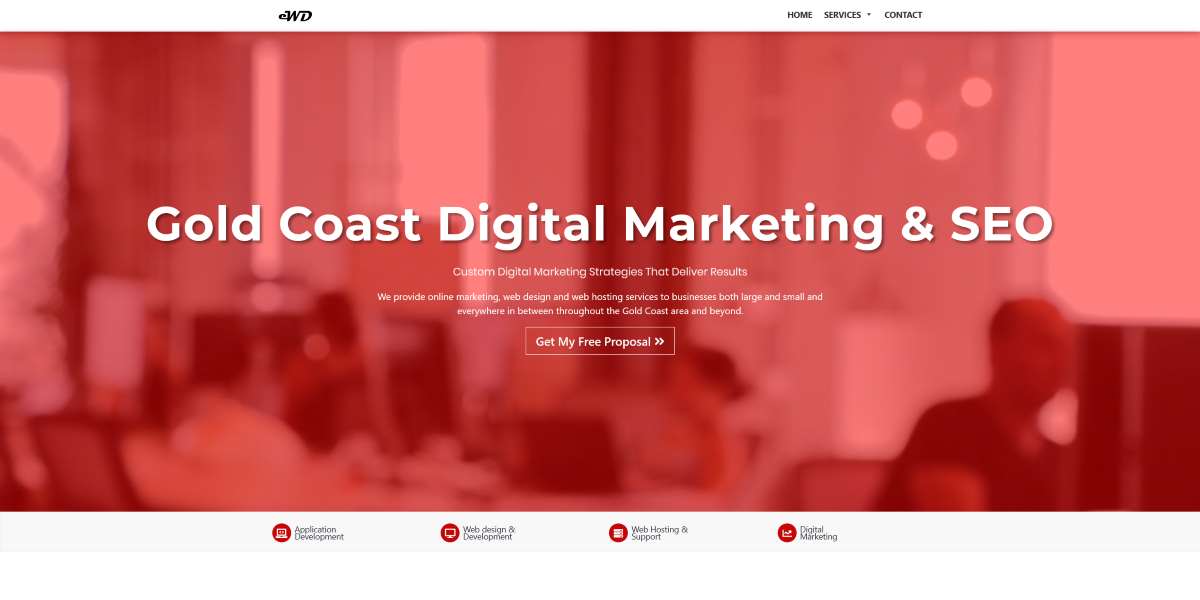 eWD
HOME SERVICES CONTACT
Gold Coast Digital Marketing & SEO
Custom Digital Marketing Strategies That Deliver Results
We provide online marketing, web design and web hosting services to businesses both large and small and
everywhere in between throughout the Gold Coast area and beyond.
Get My Free Proposal »
Application
Development
Web design &
Development
Web Hosting &
Support
Digital
Marketing